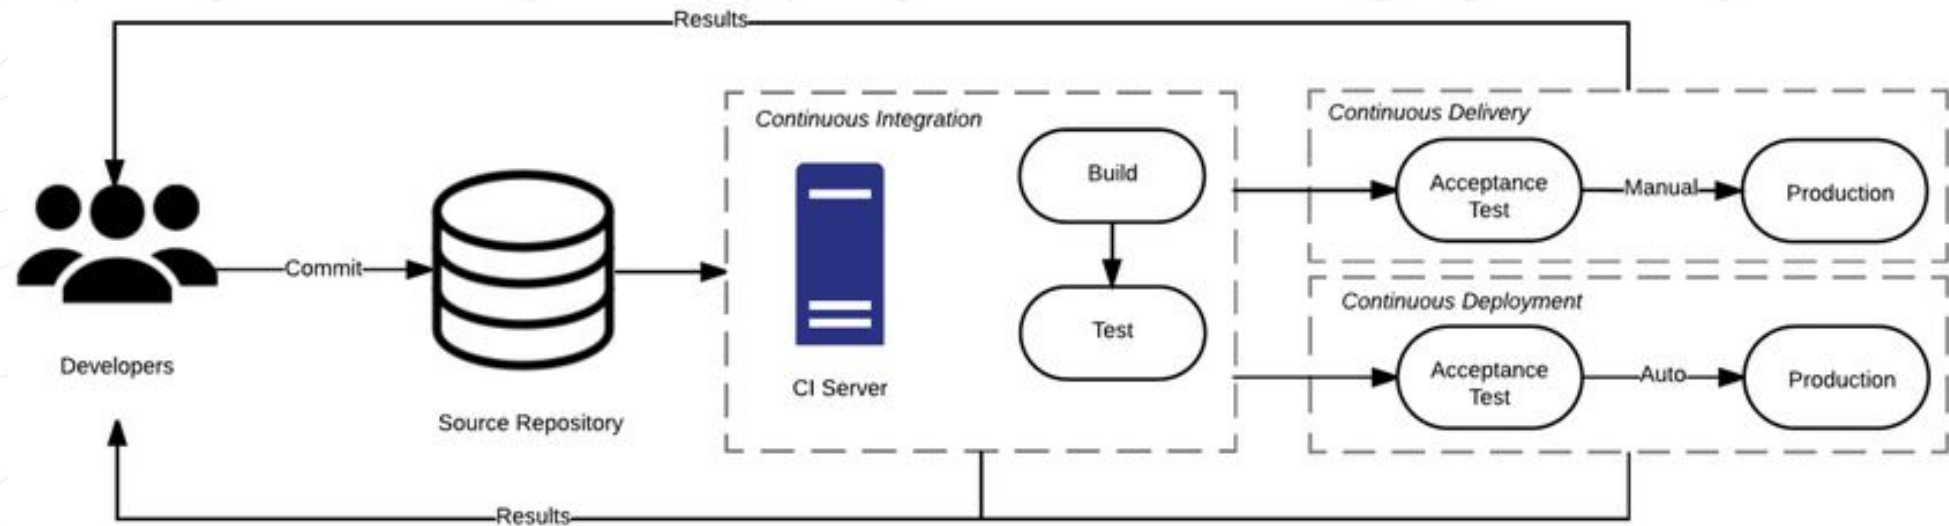 Results
Continuous Integration
Continuous Delivery
Build
Acceptance
Test
Manual
Production
Commit
Continuous Deployment
Test
Developers
CI Server
Acceptance
Test
Auto
Production
Source Repository
Results